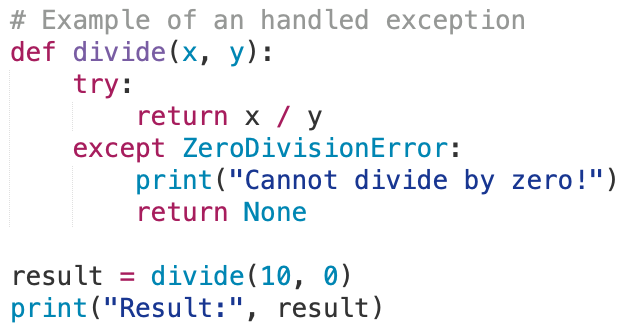 # Example of an handled exception
def divide(x, y):
    try:
        return x / y
    except ZeroDivisionError:
        print("Cannot divide by zero!")
        return None

result = divide(10, 0)
print("Result:", result)